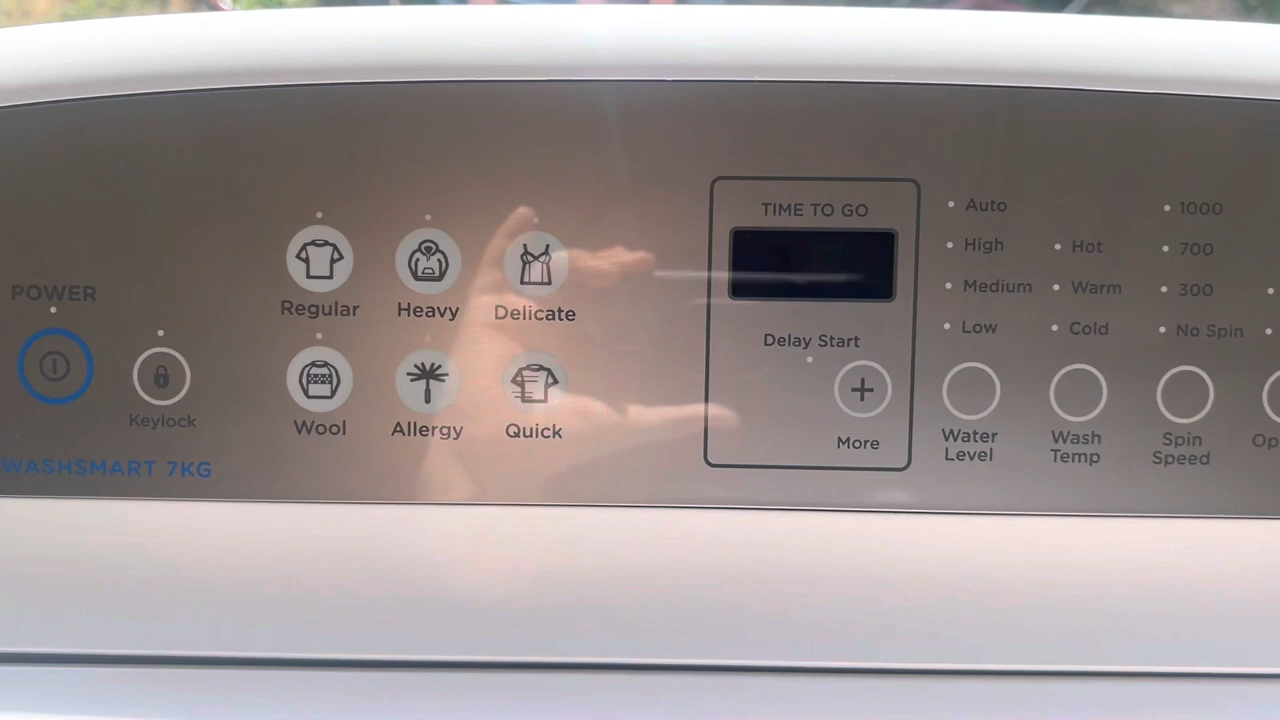 POWER
Keylock
WASHSMART 7KG
Regular
Heavy
Delicate
Wool
Allergy
Quick
TIME TO GO
Delay Start
+
More
Auto
High
Medium
Low
Water
Level
Hot
Warm
Cold
Wash
Temp
1000
700
300
No Spin
Spin
Speed
Op